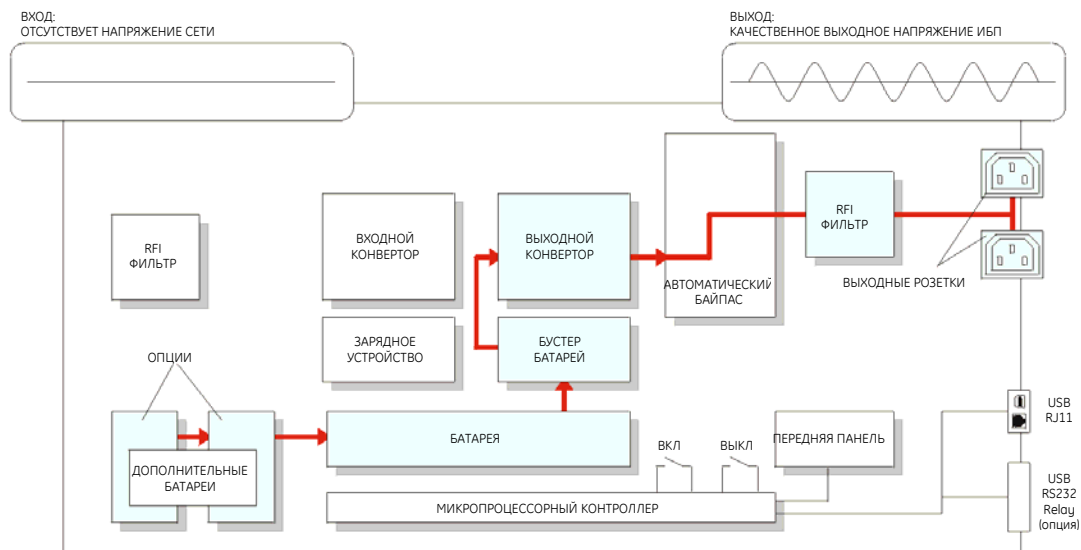 ВХОД:
ОТСУТСТВУЕТ НАПРЯЖЕНИЕ СЕТИ
ВЫХОД:
КАЧЕСТВЕННОЕ ВЫХОДНОЕ НАПРЯЖЕНИЕ ИБП
RFI
ФИЛЬТР
ВХОДНОЙ
КОНВЕРТОР
ВЫХОДНОЙ
КОНВЕРТОР
АВТОМАТИЧЕСКИЙ
БАЙПАС
RFI
ФИЛЬТР
ВЫХОДНЫЕ РОЗЕТКИ
ЗАРЯДНОЕ
УСТРОЙСТВО
БУСТЕР
БАТАРЕЙ
ОПЦИИ
ДОПОЛНИТЕЛЬНЫЕ
БАТАРЕИ
БАТАРЕЯ
ВКЛ
ВЫКЛ
ПЕРЕДНЯЯ ПАНЕЛЬ
МИКРОПРОЦЕССОРНЫЙ КОНТРОЛЛЕР
USB
RJ11
USB
RS232
Relay
(опция)